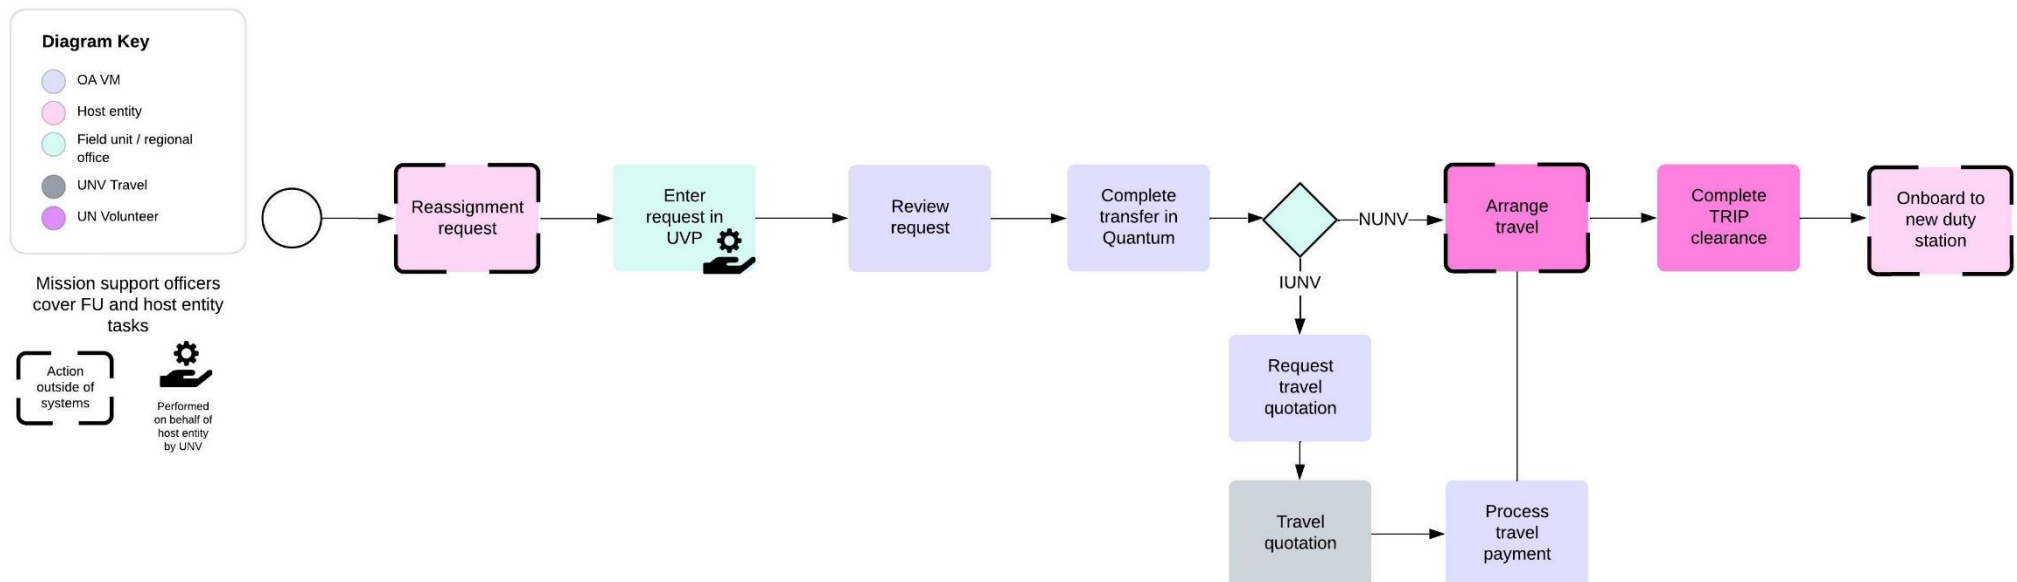 Diagram Key
OA VM
Host entity
Field unit / regional
office
UNV Travel
UN Volunteer
Mission support officers
cover FU and host entity
tasks
Action
outside of
systems
Performed
on behalf of
host entity
by UNV
Reassignment
request
Enter
request in
UVP
Review
request
Complete
transfer in
Quantum
NUNV
IUNV
Arrange
travel
Complete
TRIP
clearance
Onboard to
new duty
station
Request
travel
quotation
Travel
quotation
Process
travel
payment